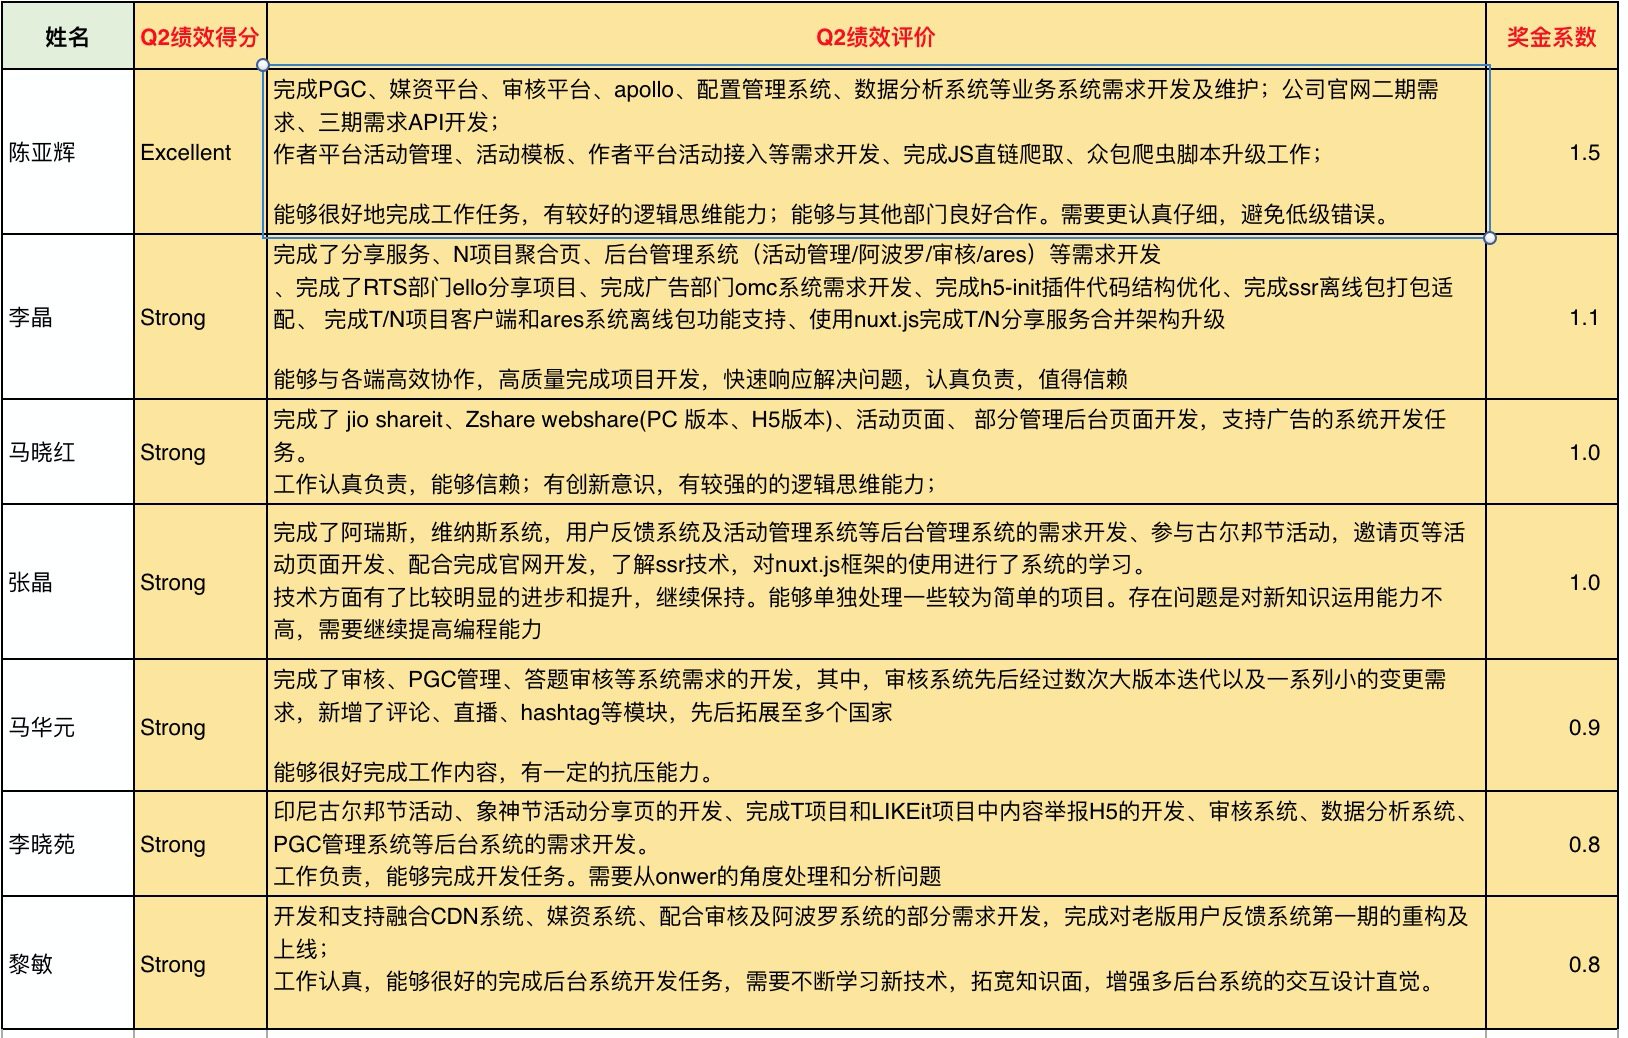 姓名
Q2绩效得分
Q2绩效评价
奖金系数
陈亚辉
Excellent
完成PGC、媒资平台、审核平台、apollo、配置管理系统、数据分析系统等业务系统需求开发及维护；公司官网二期需
求、三期需求API开发；
作者平台活动管理、活动模板、作者平台活动接入等需求开发、完成JS直链爬取、众包爬虫脚本升级工作；
能够很好地完成工作任务，有较好的逻辑思维能力；能够与其他部门良好合作。需要更认真仔细，避免低级错误。
1.5
李晶
Strong
完成了分享服务、N项目聚合页、后台管理系统（活动管理/阿波罗/审核/ares）等需求开发
、完成了RTS部门ello分享项目、完成广告部门omc系统需求开发、完成h5-init插件代码结构优化、完成ssr离线包打包适
配、 完成T/N项目客户端和ares系统离线包功能支持、使用nuxt.js完成T/N分享服务合并架构升级
能够与各端高效协作，高质量完成项目开发，快速响应解决问题，认真负责，值得信赖
1.1
马晓红
Strong
完成了 jio shareit、Zshare webshare(PC 版本、H5版本)、活动页面、 部分管理后台页面开发，支持广告的系统开发任
务。
工作认真负责，能够信赖；有创新意识，有较强的的逻辑思维能力；
1.0
张晶
Strong
完成了阿瑞斯，维纳斯系统，用户反馈系统及活动管理系统等后台管理系统的需求开发、参与古尔邦节活动，邀请页等活
动页面开发、配合完成官网开发，了解ssr技术，对nuxt.js框架的使用进行了系统的学习。
技术方面有了比较明显的进步和提升，继续保持。能够单独处理一些较为简单的项目。存在问题是对新知识运用能力不
高，需要继续提高编程能力
1.0
马华元
Strong
完成了审核、PGC管理、答题审核等系统需求的开发，其中，审核系统先后经过数次大版本迭代以及一系列小的变更需
求，新增了评论、直播、hashtag等模块，先后拓展至多个国家
能够很好完成工作内容，有一定的抗压能力。
0.9
李晓苑
Strong
印尼古尔邦节活动、象神节活动分享页的开发、完成T项目和LIKEit项目中内容举报H5的开发、审核系统、数据分析系统、
PGC管理系统等后台系统的需求开发。
工作负责，能够完成开发任务。需要从onwer的角度处理和分析问题
0.8
黎敏
Strong
开发和支持融合CDN系统、媒资系统、配合审核及阿波罗系统的部分需求开发，完成对老版用户反馈系统第一期的重构及
上线；
工作认真，能够很好的完成后台系统开发任务，需要不断学习新技术，拓宽知识面，增强多后台系统的交互设计直觉。
0.8